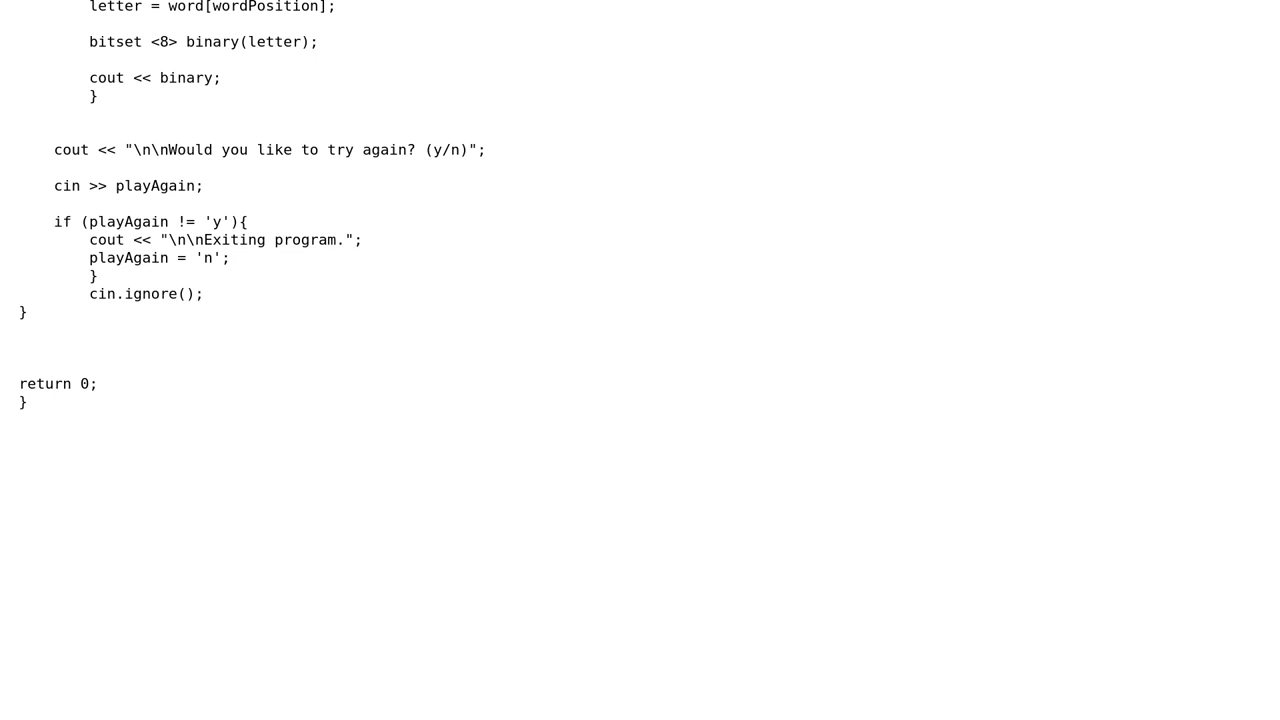 letter = word[wordPosition];
bitset <8> binary(letter);
cout << binary;
}
cout << "\n\nWould you like to try again? (y/n)";
cin >> playAgain;
if (playAgain != 'y'){
cout << "\n\nExiting program.";
playAgain = 'n';
}
cin.ignore();
}
return 0;
}